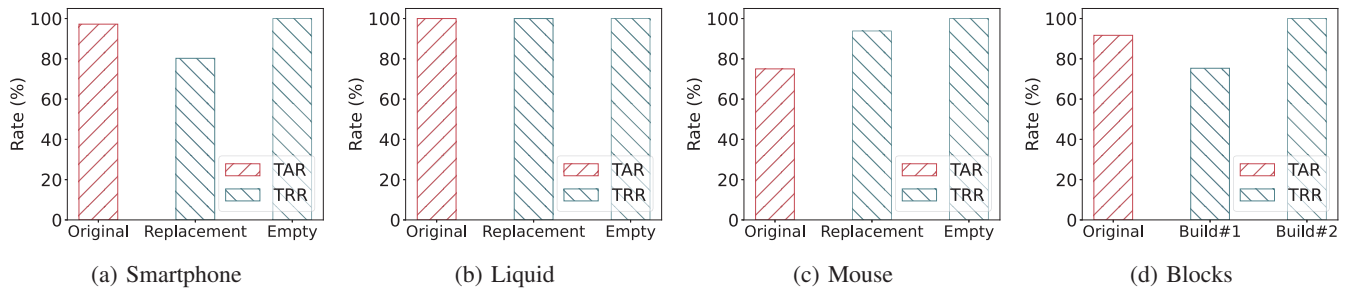 Rate (%)
100
80
60
40
20
0
TAR
TRR
Original Replacement Empty
(a) Smartphone
Rate (%)
100
80
60
40
20
0
TAR
TRR
Original Replacement Empty
(b) Liquid
Rate (%)
100
80
60
40
20
0
TAR
TRR
Original Replacement Empty
(c) Mouse
Rate (%)
100
80
60
40
20
0
TAR
TRR
Original Build#1 Build#2
(d) Blocks